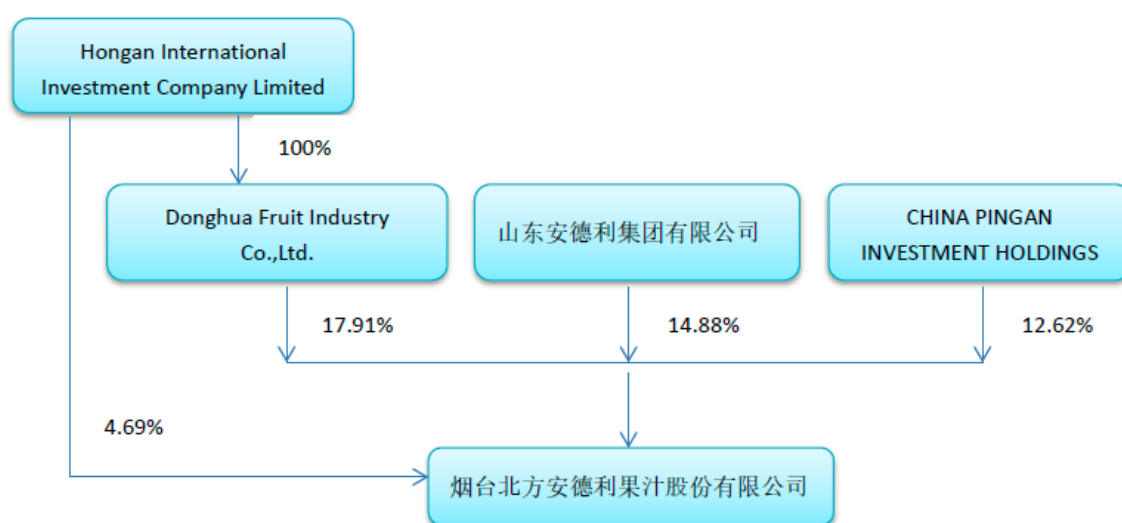 Hongan International
Investment Company Limited
100%
Donghua Fruit Industry
Co.,Ltd.
山东安德利集团有限公司
CHINA PINGAN
INVESTMENT HOLDINGS
17.91%
14.88%
12.62%
4.69%
烟台北方安德利果汁股份有限公司